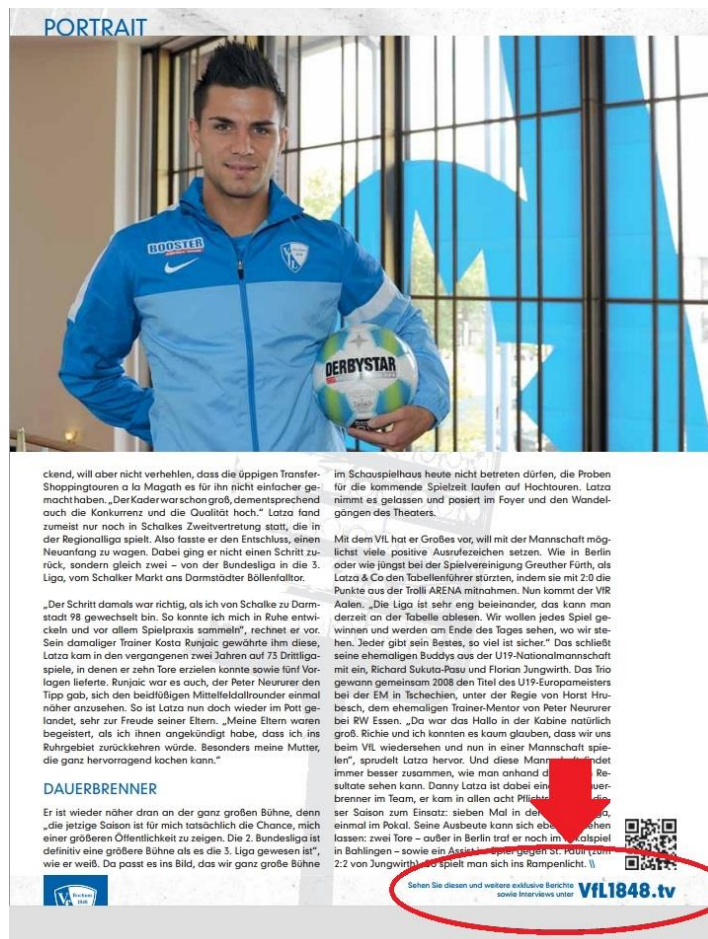 PORTRAIT
BOOSTER
DERBYSTAR
ckend, will aber nicht verhehlen, dass die üppigen Transfer-
Shoppingtouren a la Magath es für ihn nicht einfacher ge-
macht haben. „Der Kader war schon groß, dementsprechend
auch die Konkurrenz und die Qualität hoch.“ Latza fand
zumeist nur noch in Schalkes Zweitvertretung statt, die in
der Regionalliga spielt. Also fasste er den Entschluss, einen
Neuanfang zu wagen. Dabei ging er nicht einen Schritt zu-
rück, sondern gleich zwei – von der Bundesliga in die 3.
Liga, vom Schalker Markt ans Darmstädter Böllenfalltor.
„Der Schritt damals war richtig, als ich von Schalke zu Darm-
stadt 98 gewechselt bin. So konnte ich mich in Ruhe entwi-
ckeln und vor allem Spielpraxis sammeln“, rechnet er vor.
Sein damaliger Trainer Kosta Runjaic gewährte ihm diese,
Latza kam in den vergangenen zwei Jahren auf 73 Drittliga-
spiele, in denen er zehn Tore erzielen konnte sowie fünf Vor-
lagen lieferte. Runjaic war es auch, der Peter Neururer den
Tipp gab, sich den beidfüßigen Mittelfeldallrounder einmal
näher anzusehen. So ist Latza nun doch wieder im Pott ge-
landet, sehr zur Freude seiner Eltern. „Meine Eltern waren
begeistert, als ich ihnen angekündigt habe, dass ich ins
Ruhrgebiet zurückkehren würde. Besonders meine Mutter,
die ganz hervorragend kochen kann.“
DAUERBRENNER
Er ist wieder näher dran an der ganz großen Bühne, denn
„die jetzige Saison ist für mich tatsächlich die Chance, mich
einer größeren Öffentlichkeit zu zeigen. Die 2. Bundesliga ist
definitiv eine größere Bühne als es die 3. Liga gewesen ist“,
wie er weiß. Da passt es ins Bild, das wir ganz große Bühne
im Schauspielhaus heute nicht betreten dürfen, die Proben
für die kommende Spielzeit laufen auf Hochtouren. Latza
nimmt es gelassen und posiert im Foyer und den Wandel-
gängen des Theaters.
Mit dem VfL hat er Großes vor, will mit der Mannschaft mög-
lichst viele positive Ausrufezeichen setzen. Wie in Berlin
oder wie jüngst bei der Spielvereinigung Greuther Fürth, als
Latza & Co den Tabellenführer stürzten, indem sie mit 2:0 die
Punkte aus der Trolli ARENA mitnahmen. Nun kommt der VfR
Aalen. „Die Liga ist sehr eng beieinander, das kann man
derzeit an der Tabelle ablesen. Wir wollen jedes Spiel ge-
winnen und werden am Ende des Tages sehen, wo wir ste-
hen. Jeder gibt sein Bestes, so viel ist sicher.“ Das schließt
seine ehemaligen Buddys aus der U19-Nationalmannschaft
mit ein, Richard Sukuta-Pasu und Florian Jungwirth. Das Trio
gewann gemeinsam 2008 den Titel des U19-Europameisters
bei der EM in Tschechien, unter der Regie von Horst Hru-
besch, dem ehemaligen Trainer-Mentor von Peter Neururer
bei RW Essen. „Da war das Hallo in der Kabine natürlich
groß. Richie und ich konnten es kaum glauben, dass wir uns
beim VfL wiedersehen und nun in einer Mannschaft spie-
len“, sprudelt Latza hervor. Und diese Mannschaft findet
immer besser zusammen, wie man anhand Re-
sultate sehen kann. Danny Latza ist dabei
brenner im Team, er kam in allen acht die-
ser Saison zum Einsatz: sieben Mal in der
einmal im Pokal. Seine Ausbeute kann sich sehen
lassen: zwei Tore – außer in Berlin traf er noch im Pokalspiel
in Bahlingen – sowie ein Assist im Spiel gegen St. Pauli (zum
2:2 von Jungwirth). So spielt man sich ins Rampenlicht. \\
Sehen Sie diesen und weitere exklusive Berichte
sowie Interviews unter VfL1848.tv
VfL Bochum
1848